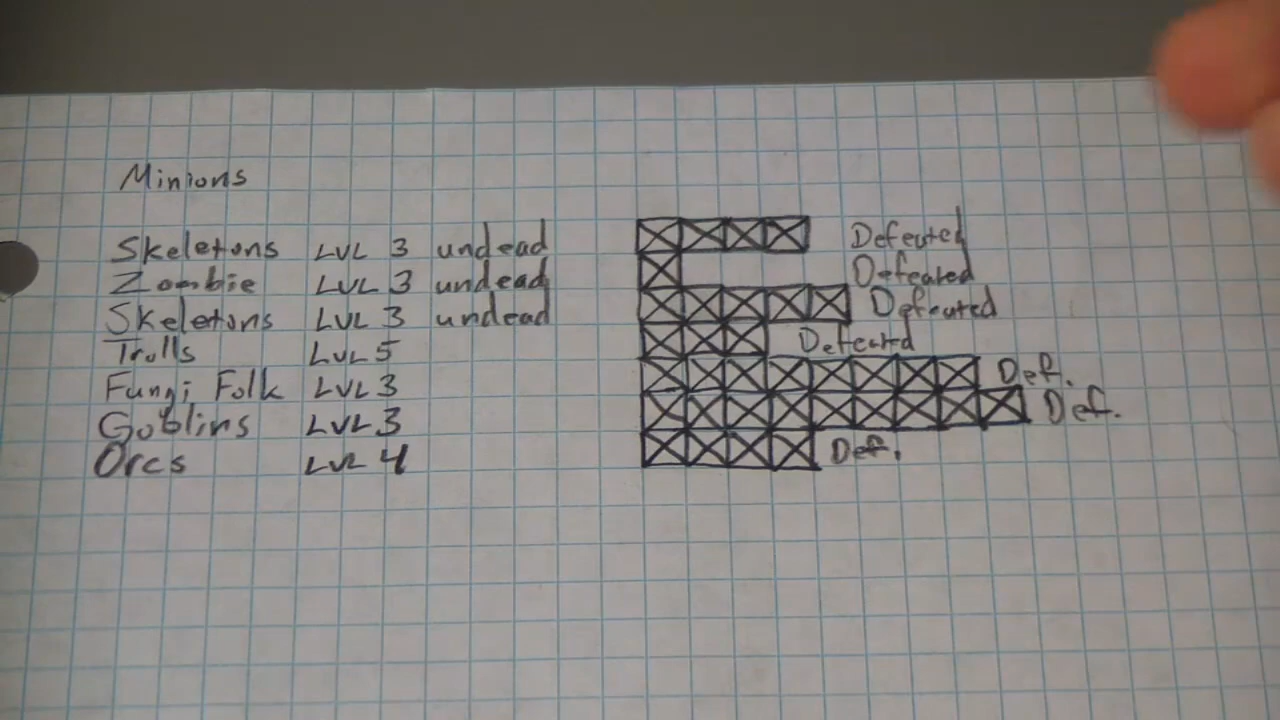 Minions
Skeletons LVL 3 undead Defeated
Zombie LVL 3 undead Defeated
Skeletons LVL 3 undead Defeated
Trolls LVL 5 Defeated
Fungi Folk LVL 3 Def.
Goblins LVL 3 Def.
Orcs LVL 4 Def.